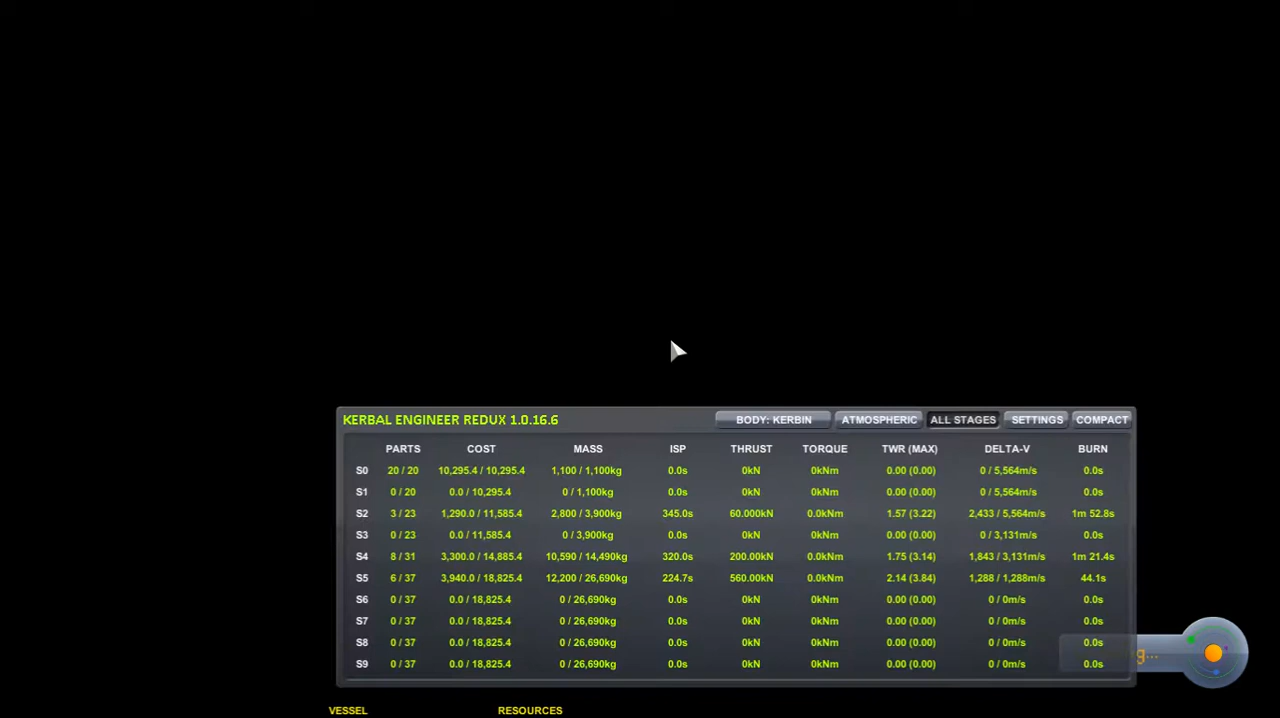 KERBAL ENGINEER REDUX 1.0.16.6 BODY: KERBIN ATMOSPHERIC ALL STAGES SETTINGS COMPACT
PARTS COST MASS ISP THRUST TORQUE TWR (MAX) DELTA-V BURN
S0 20 / 20 10,295.4 / 10,295.4 1,100 / 1,100kg 0.0s 0kN 0kNm 0.00 (0.00) 0 / 5,564m/s 0.0s
S1 0 / 20 0.0 / 10,295.4 0 / 1,100kg 0.0s 0kN 0kNm 0.00 (0.00) 0 / 5,564m/s 0.0s
S2 3 / 23 1,290.0 / 11,585.4 2,800 / 3,900kg 345.0s 60.000kN 0.0kNm 1.57 (3.22) 2,433 / 5,564m/s 1m 52.8s
S3 0 / 23 0.0 / 11,585.4 0 / 3,900kg 0.0s 0kN 0kNm 0.00 (0.00) 0 / 3,131m/s 0.0s
S4 8 / 31 3,300.0 / 14,885.4 10,590 / 14,490kg 320.0s 200.00kN 0.0kNm 1.75 (3.14) 1,843 / 3,131m/s 1m 21.4s
S5 6 / 37 3,940.0 / 18,825.4 12,200 / 26,690kg 224.7s 560.00kN 0.0kNm 2.14 (3.84) 1,288 / 1,288m/s 44.1s
S6 0 / 37 0.0 / 18,825.4 0 / 26,690kg 0.0s 0kN 0kNm 0.00 (0.00) 0 / 0m/s 0.0s
S7 0 / 37 0.0 / 18,825.4 0 / 26,690kg 0.0s 0kN 0kNm 0.00 (0.00) 0 / 0m/s 0.0s
S8 0 / 37 0.0 / 18,825.4 0 / 26,690kg 0.0s 0kN 0kNm 0.00 (0.00) 0 / 0m/s 0.0s
S9 0 / 37 0.0 / 18,825.4 0 / 26,690kg 0.0s 0kN 0kNm 0.00 (0.00) 0 / 0m/s 0.0s
VESSEL RESOURCES